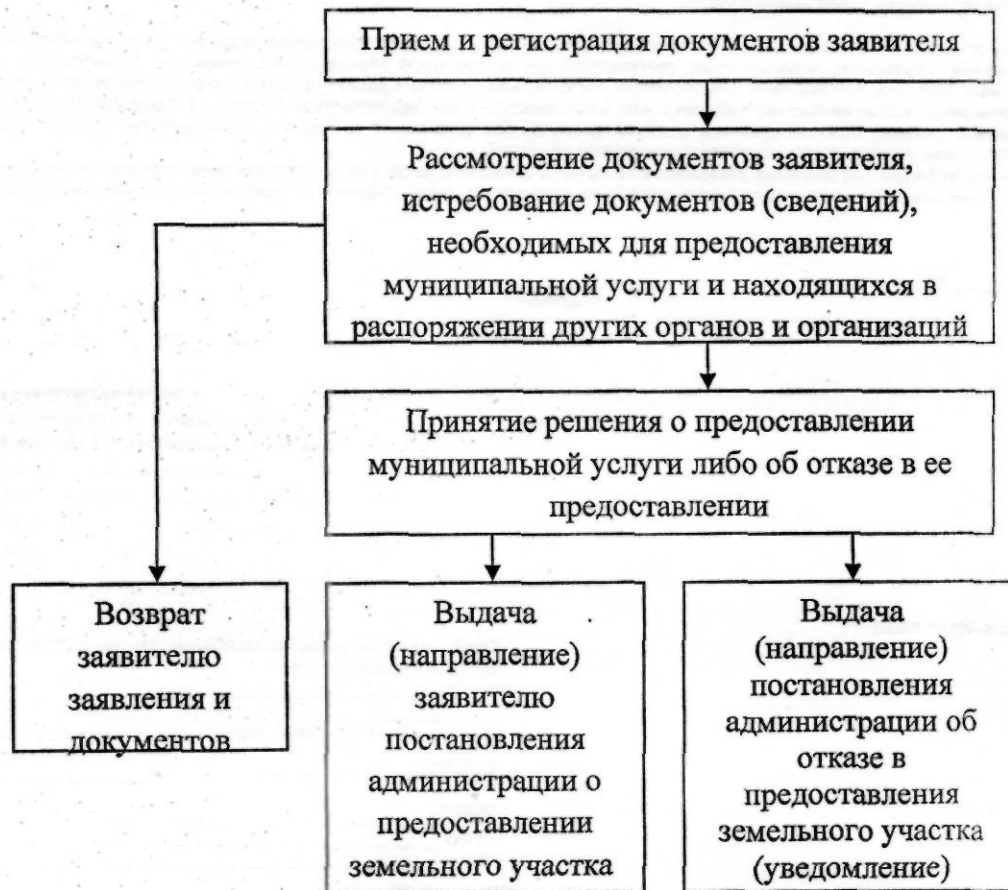 Прием и регистрация документов заявителя
Рассмотрение документов заявителя,
истребование документов (сведений),
необходимых для предоставления
муниципальной услуги и находящихся в
распоряжении других органов и организаций
Принятие решения о предоставлении
муниципальной услуги либо об отказе в ее
предоставлении
Возврат
заявителю
заявления и
документов
Выдача
(направление)
заявителю
постановления
администрации о
предоставлении
земельного участка
Выдача
(направление)
постановления
администрации об
отказе в
предоставления
земельного участка
(уведомление)